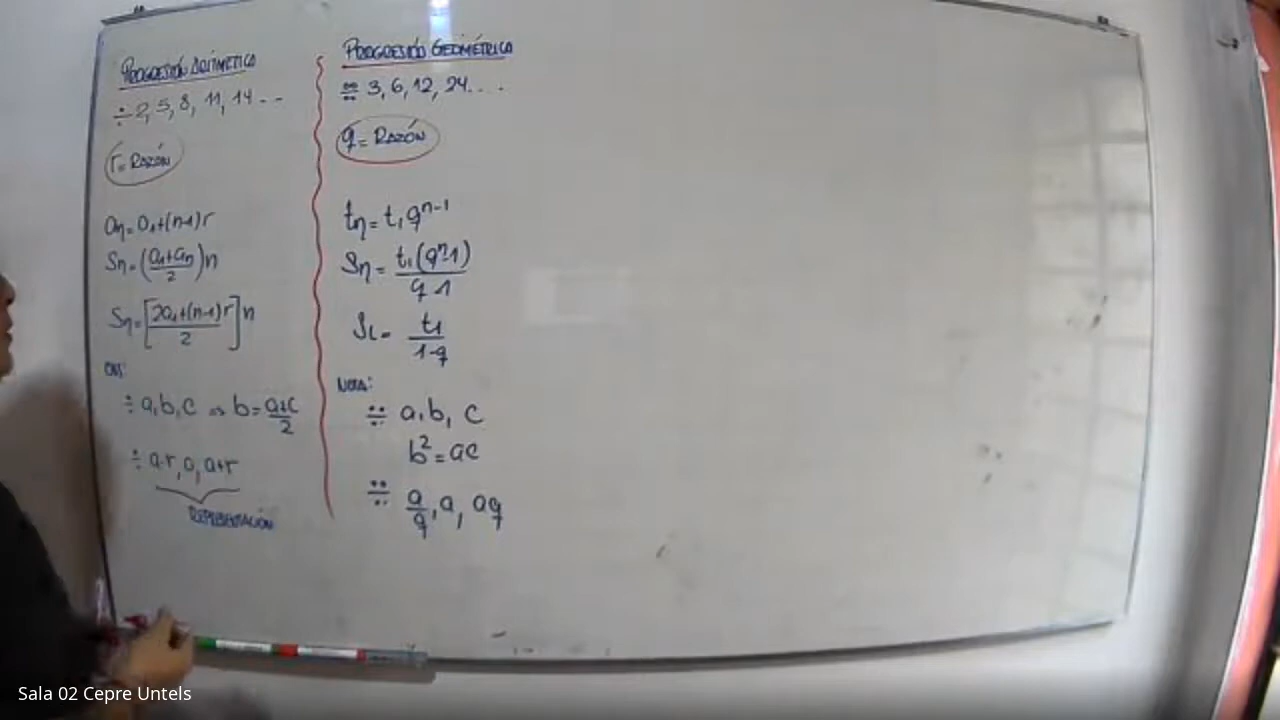 PROGRESIÓN ARITMÉTICA
÷ 2, 5, 8, 11, 14 - -
r = RAZÓN
an = a1+(n-1)r
Sn = (a1+an/2)n
Sn = [2a1+(n-1)r/2]n
OBS:
÷ a,b,c ⇒ b = a+c/2
÷ a-r, a, a+r
REPRESENTACIÓN
PROGRESIÓN GEOMÉTRICA
÷÷ 3, 6, 12, 24. . . .
q = RAZÓN
tn = t1 q^n-1
Sn = t1(q^n-1)/q-1
SL = t1/1-q
NOTA:
÷÷ a, b, c
b² = ac
÷÷ a/q, a, aq
Sala 02 Cepre Untels